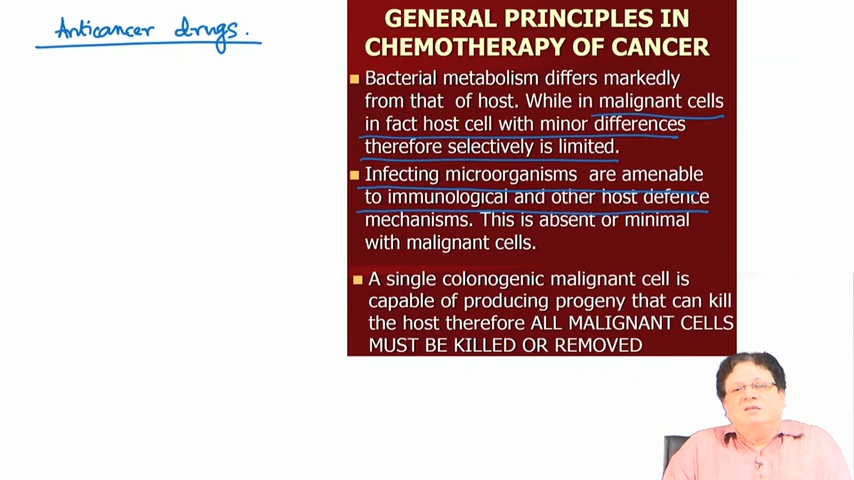 Anticancer drugs.
GENERAL PRINCIPLES IN
CHEMOTHERAPY OF CANCER
Bacterial metabolism differs markedly
from that of host. While in malignant cells
in fact host cell with minor differences
therefore selectively is limited.
Infecting microorganisms are amenable
to immunological and other host defence
mechanisms. This is absent or minimal
with malignant cells.
A single colonogenic malignant cell is
capable of producing progeny that can kill
the host therefore ALL MALIGNANT CELLS
MUST BE KILLED OR REMOVED